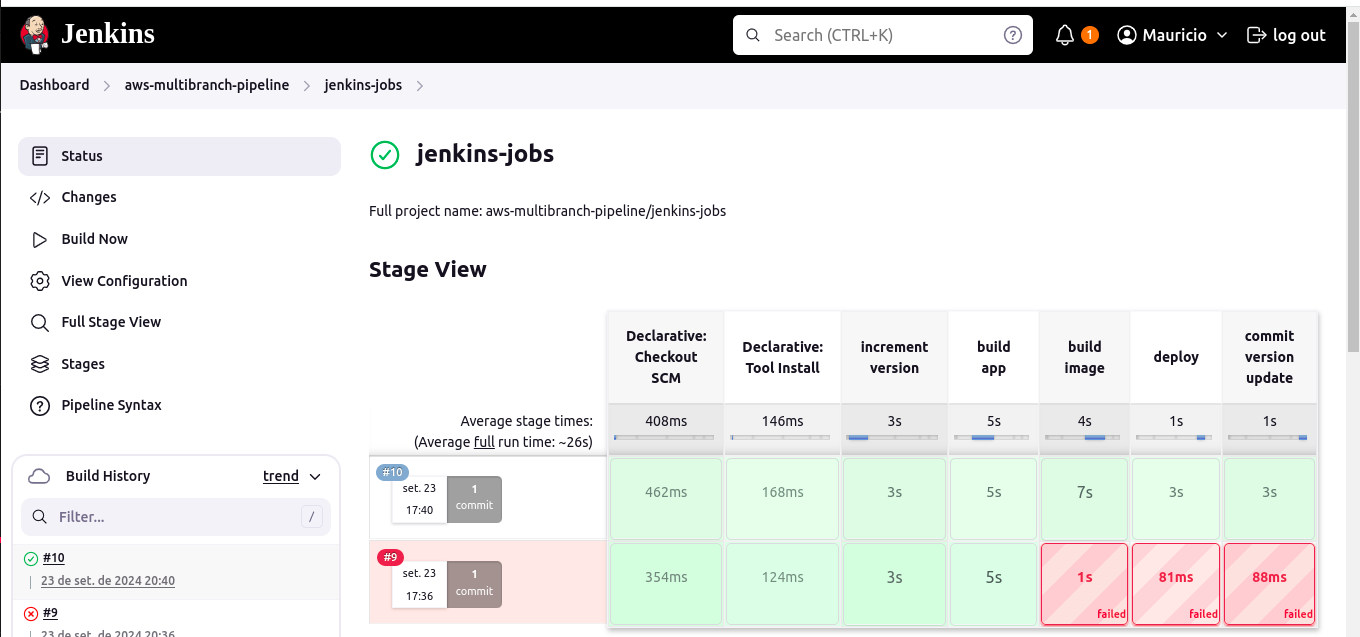 Jenkins
Search (CTRL+K)
?
1
Mauricio
log out
Dashboard
aws-multibranch-pipeline
jenkins-jobs
Status
Changes
Build Now
View Configuration
Full Stage View
Stages
Pipeline Syntax
Build History
trend
Filter...
/
#10
23 de set. de 2024 20:40
#9
23 de set. de 2024 20:36
jenkins-jobs
Full project name: aws-multibranch-pipeline/jenkins-jobs
Stage View
Declarative:
Checkout
SCM
Declarative:
Tool Install
increment
version
build
app
build
image
deploy
commit
version
update
Average stage times:
(Average full run time: ~26s)
408ms
146ms
3s
5s
4s
1s
1s
#10
set. 23
17:40
1
commit
462ms
168ms
3s
5s
7s
3s
3s
#9
set. 23
17:36
1
commit
354ms
124ms
3s
5s
1s
failed
81ms
failed
88ms
failed